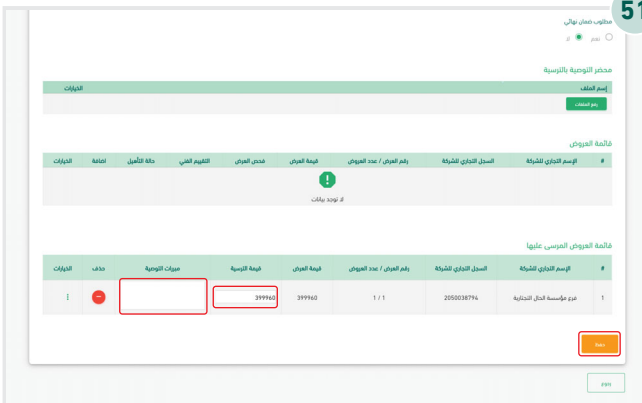 51
مطلوب ضمان نهائي
نعم لا
محضر التوصية بالترسية
إسم الملف الخيارات
رفع الملفات
قائمة العروض
# الإسم التجاري للشركة السجل التجاري للشركة رقم العرض / عدد العروض قيمة العرض فحص العرض التقييم الفني حالة التأهيل اضافة الخيارات
لا توجد بيانات
قائمة العروض المرسى عليها
# الإسم التجاري للشركة السجل التجاري للشركة رقم العرض / عدد العروض قيمة العرض قيمة الترسية مبررات التوصية حذف الخيارات
1 فرع مؤسسة الحال التجارية 2050038794 1 / 1 399960 399960
حفظ
رجوع